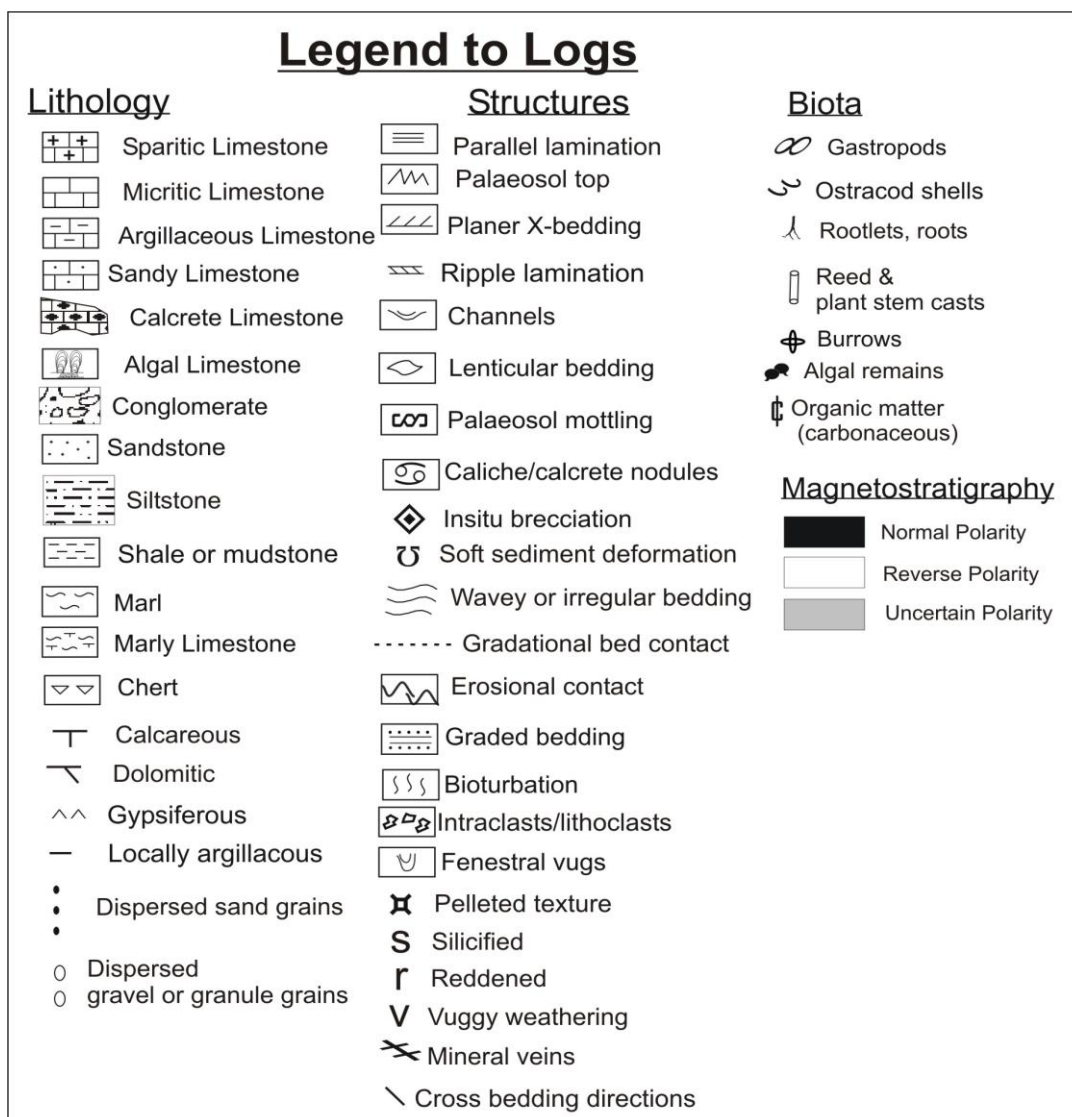 Legend to Logs
Lithology
Sparitic Limestone
Micritic Limestone
Argillaceous Limestone
Sandy Limestone
Calcrete Limestone
Algal Limestone
Conglomerate
Sandstone
Siltstone
Shale or mudstone
Marl
Marly Limestone
Chert
Calcareous
Dolomitic
Gypsiferous
Locally argillacous
Dispersed sand grains
Dispersed
gravel or granule grains
Structures
Parallel lamination
Palaeosol top
Planer X-bedding
Ripple lamination
Channels
Lenticular bedding
Palaeosol mottling
Caliche/calcrete nodules
Insitu brecciation
Soft sediment deformation
Wavey or irregular bedding
Gradational bed contact
Erosional contact
Graded bedding
Bioturbation
Intraclasts/lithoclasts
Fenestral vugs
Pelleted texture
S Silicified
r Reddened
V Vuggy weathering
Mineral veins
Cross bedding directions
Biota
Gastropods
Ostracod shells
Rootlets, roots
Reed &
plant stem casts
Burrows
Algal remains
Organic matter
(carbonaceous)
Magnetostratigraphy
Normal Polarity
Reverse Polarity
Uncertain Polarity